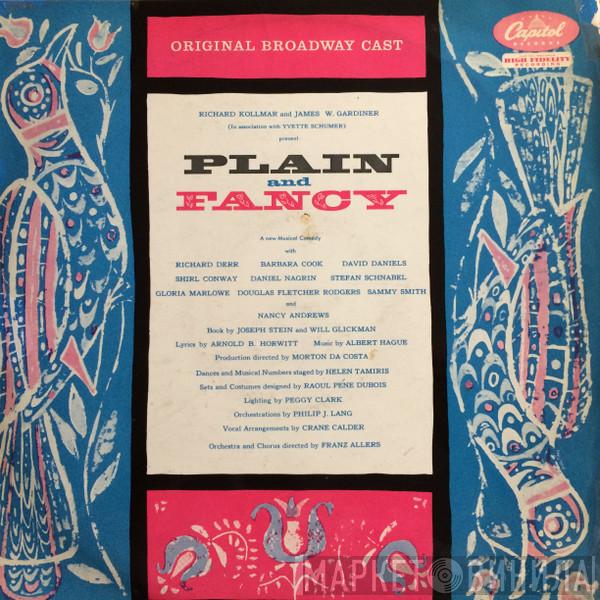 ORIGINAL BROADWAY CAST
Capitol
RECORDS
HIGH FIDELITY
RECORDING
RICHARD KOLLMAR and JAMES W. GARDINER
(In association with YVETTE SCHUMER)
present
PLAIN
and
FANCY
A new Musical Comedy
with
RICHARD DERR BARBARA COOK DAVID DANIELS
SHIRL CONWAY DANIEL NAGRIN STEFAN SCHNABEL
GLORIA MARLOWE DOUGLAS FLETCHER RODGERS SAMMY SMITH
and
NANCY ANDREWS
Book by JOSEPH STEIN and WILL GLICKMAN
Lyrics by ARNOLD B. HORWITT Music by ALBERT HAGUE
Production directed by MORTON DA COSTA
Dances and Musical Numbers staged by HELEN TAMIRIS
Sets and Costumes designed by RAOUL PENE DUBOIS
Lighting by PEGGY CLARK
Orchestrations by PHILIP J. LANG
Vocal Arrangements by CRANE CALDER
Orchestra and Chorus directed by FRANZ ALLERS
МАРКЕТ ВИНИЛА